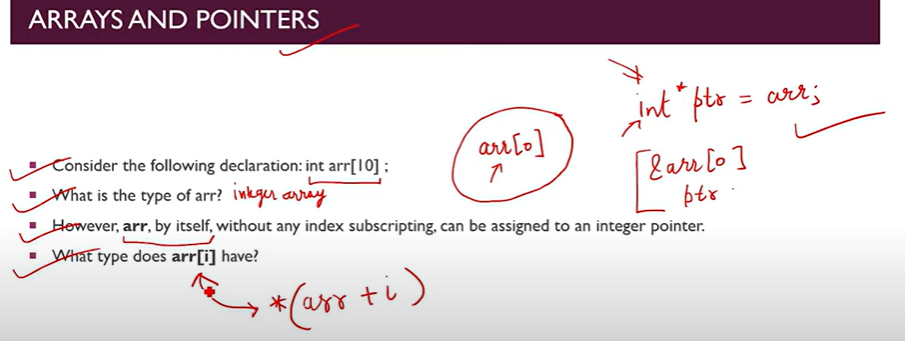 ARRAYS AND POINTERS
int * ptr = arr;
arr[0]
&arr[0]
ptr
Consider the following declaration: int arr[10] ;
What is the type of arr? integer array
However, arr, by itself, without any index subscripting, can be assigned to an integer pointer.
What type does arr[i] have?
*(arr + i)